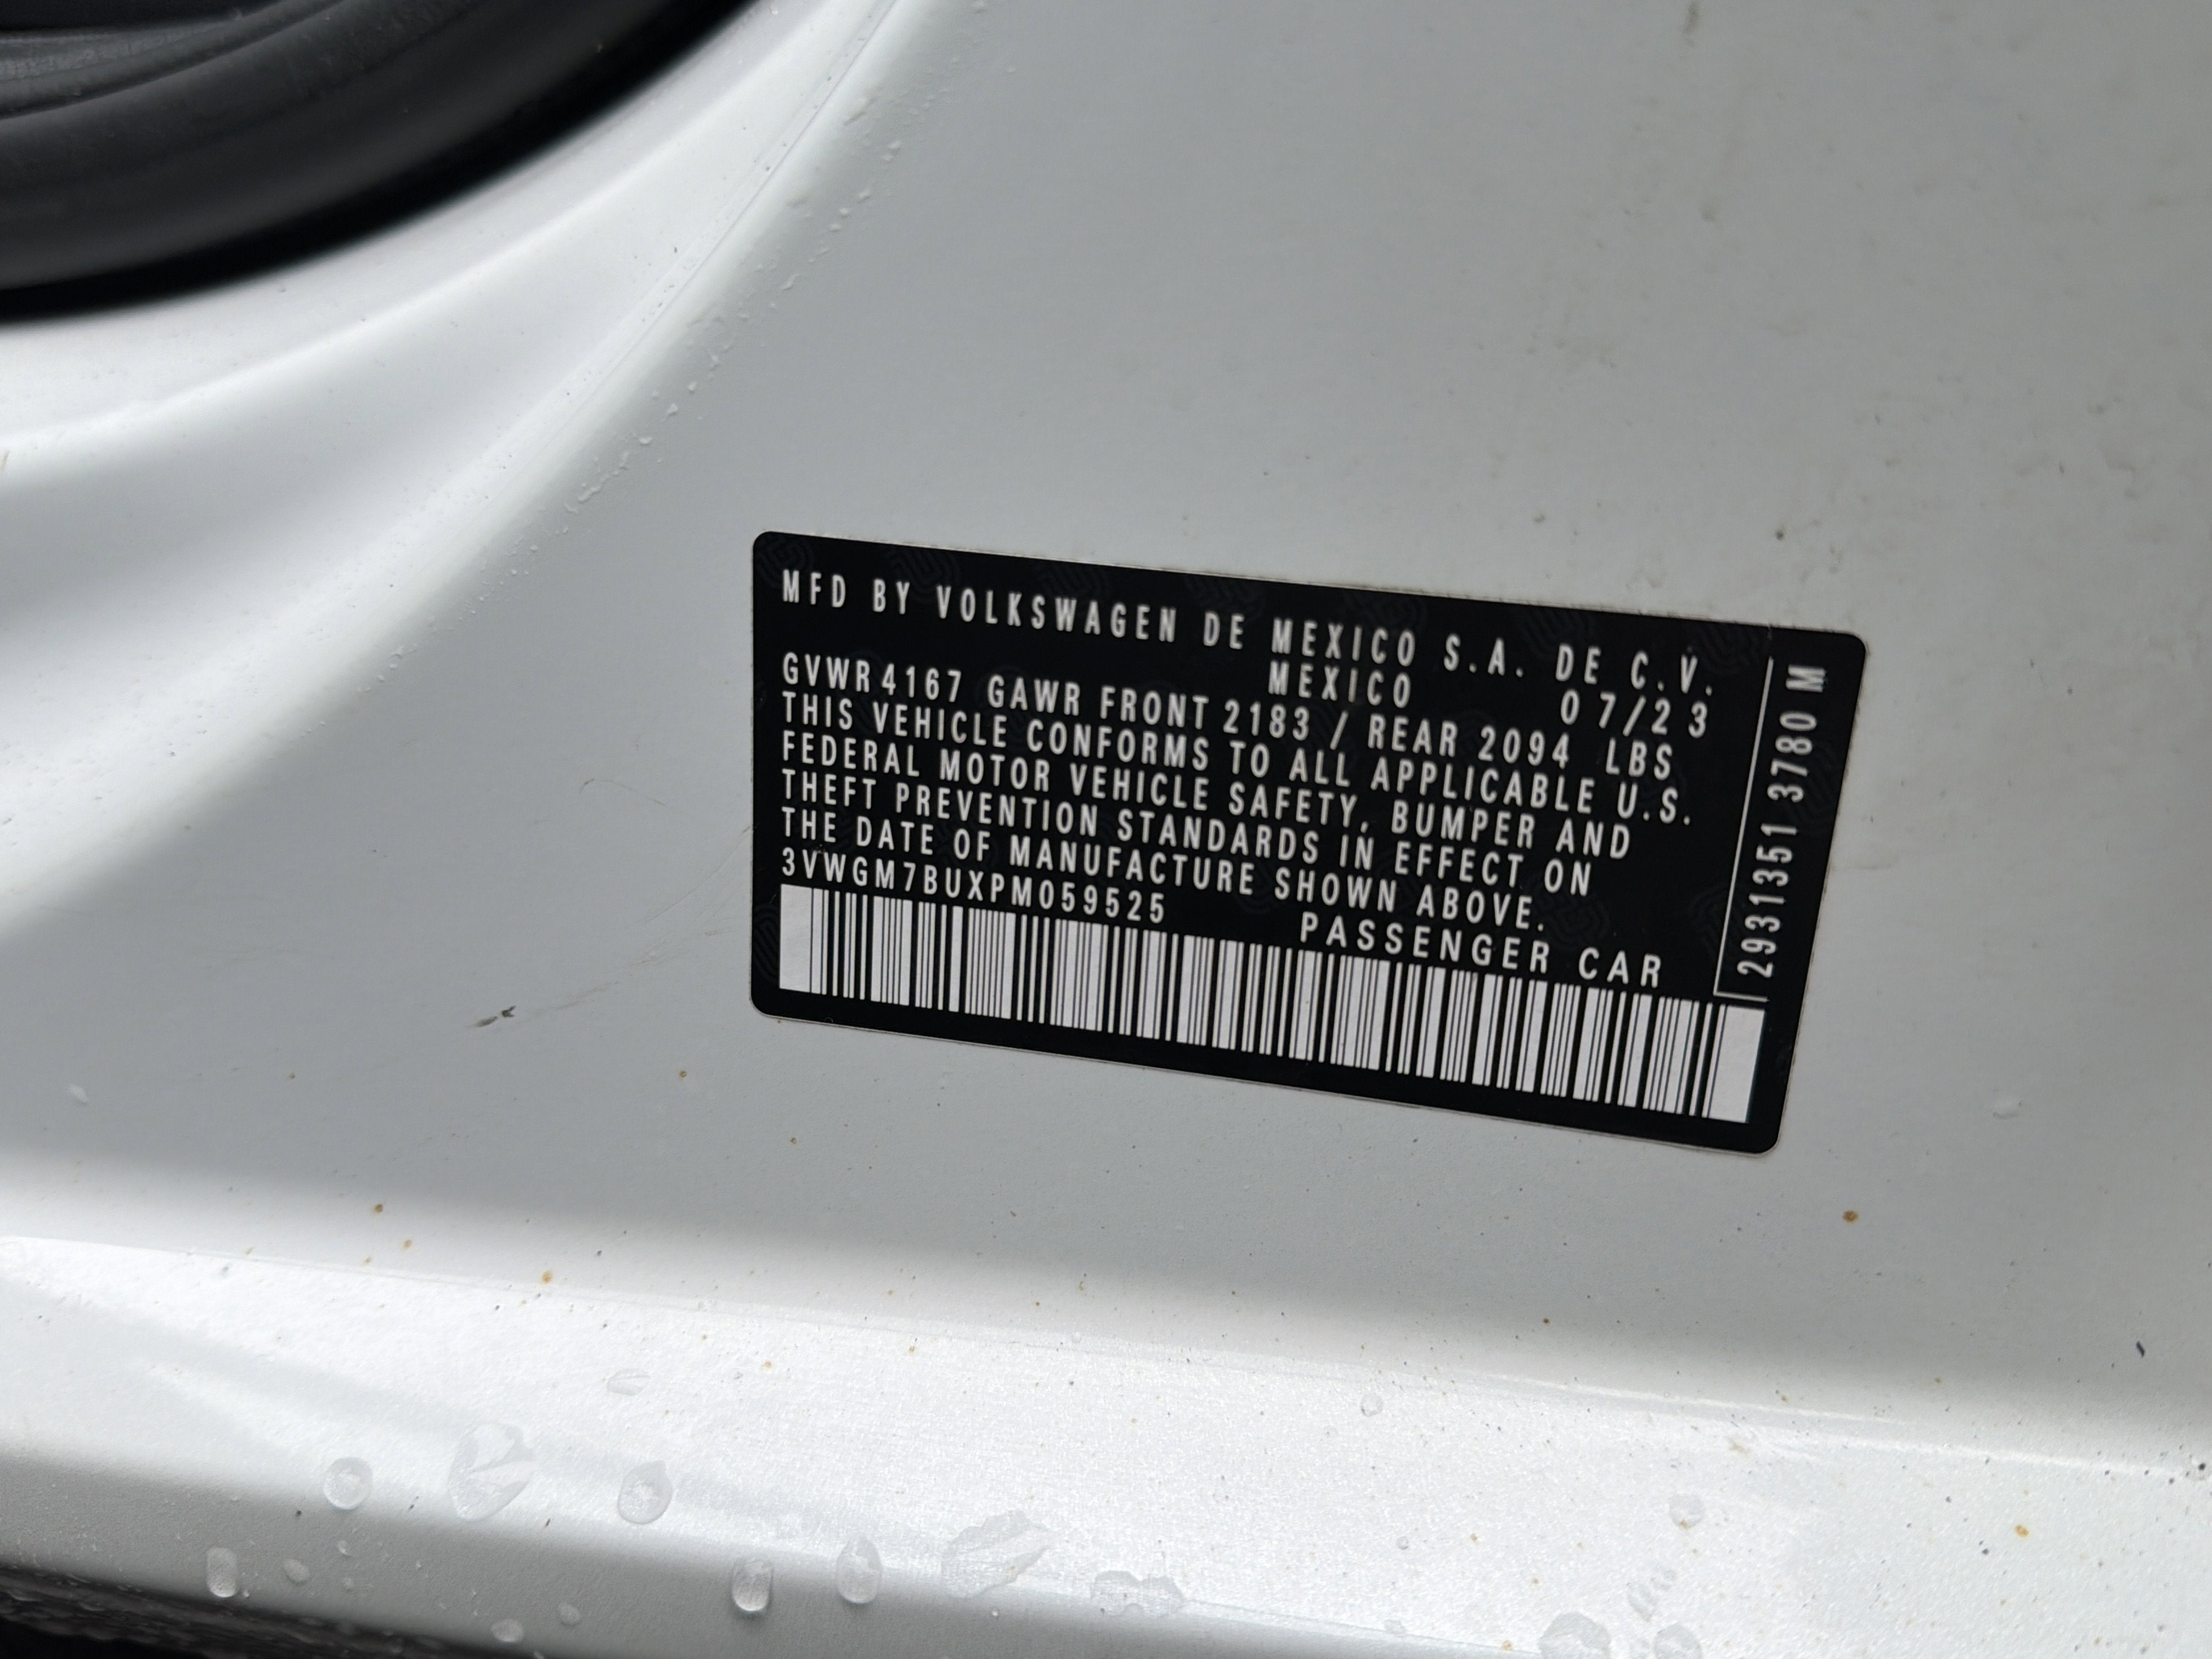 MFD BY VOLKSWAGEN DE MEXICO S.A. DE C.V.
MEXICO 07/23
GVWR 4167 GAWR FRONT 2183 / REAR 2094 LBS
THIS VEHICLE CONFORMS TO ALL APPLICABLE U.S.
FEDERAL MOTOR VEHICLE SAFETY, BUMPER AND
THEFT PREVENTION STANDARDS IN EFFECT ON
THE DATE OF MANUFACTURE SHOWN ABOVE.
3VWGM7BUXPM059525 PASSENGER CAR
29313351 3780 M